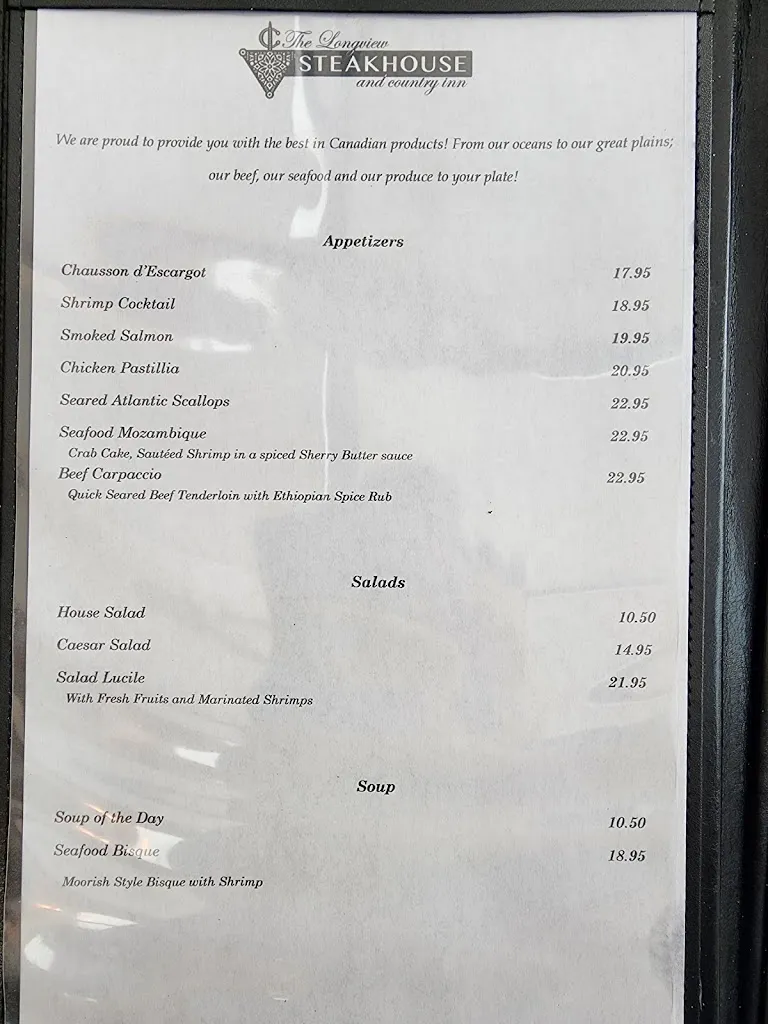 The Longview
STEAKHOUSE
and country inn
We are proud to provide you with the best in Canadian products! From our oceans to our great plains;
our beef, our seafood and our produce to your plate!
Appetizers
Chausson d'Escargot 17.95
Shrimp Cocktail 18.95
Smoked Salmon 19.95
Chicken Pastillia 20.95
Seared Atlantic Scallops 22.95
Seafood Mozambique 22.95
Crab Cake, Sautéed Shrimp in a spiced Sherry Butter sauce
Beef Carpaccio 22.95
Quick Seared Beef Tenderloin with Ethiopian Spice Rub
Salads
House Salad 10.50
Caesar Salad 14.95
Salad Lucile 21.95
With Fresh Fruits and Marinated Shrimps
Soup
Soup of the Day 10.50
Seafood Bisque 18.95
Moorish Style Bisque with Shrimp